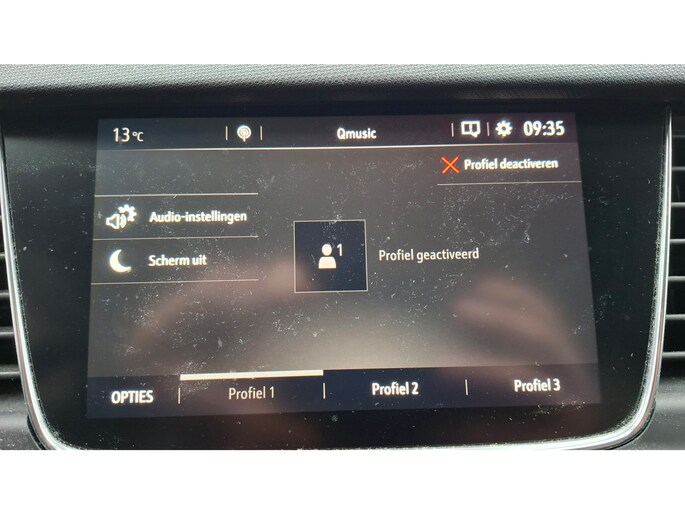 13 °C Qmusic 09:35
Profiel deactiveren
Audio-instellingen
1
Profiel geactiveerd
Scherm uit
OPTIES Profiel 1 Profiel 2 Profiel 3